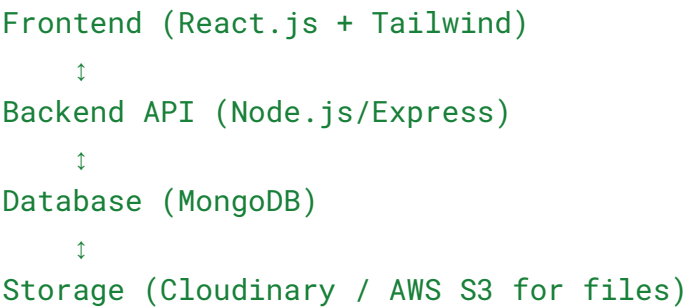 Frontend (React.js + Tailwind)
↕
Backend API (Node.js/Express)
↕
Database (MongoDB)
↕
Storage (Cloudinary / AWS S3 for files)